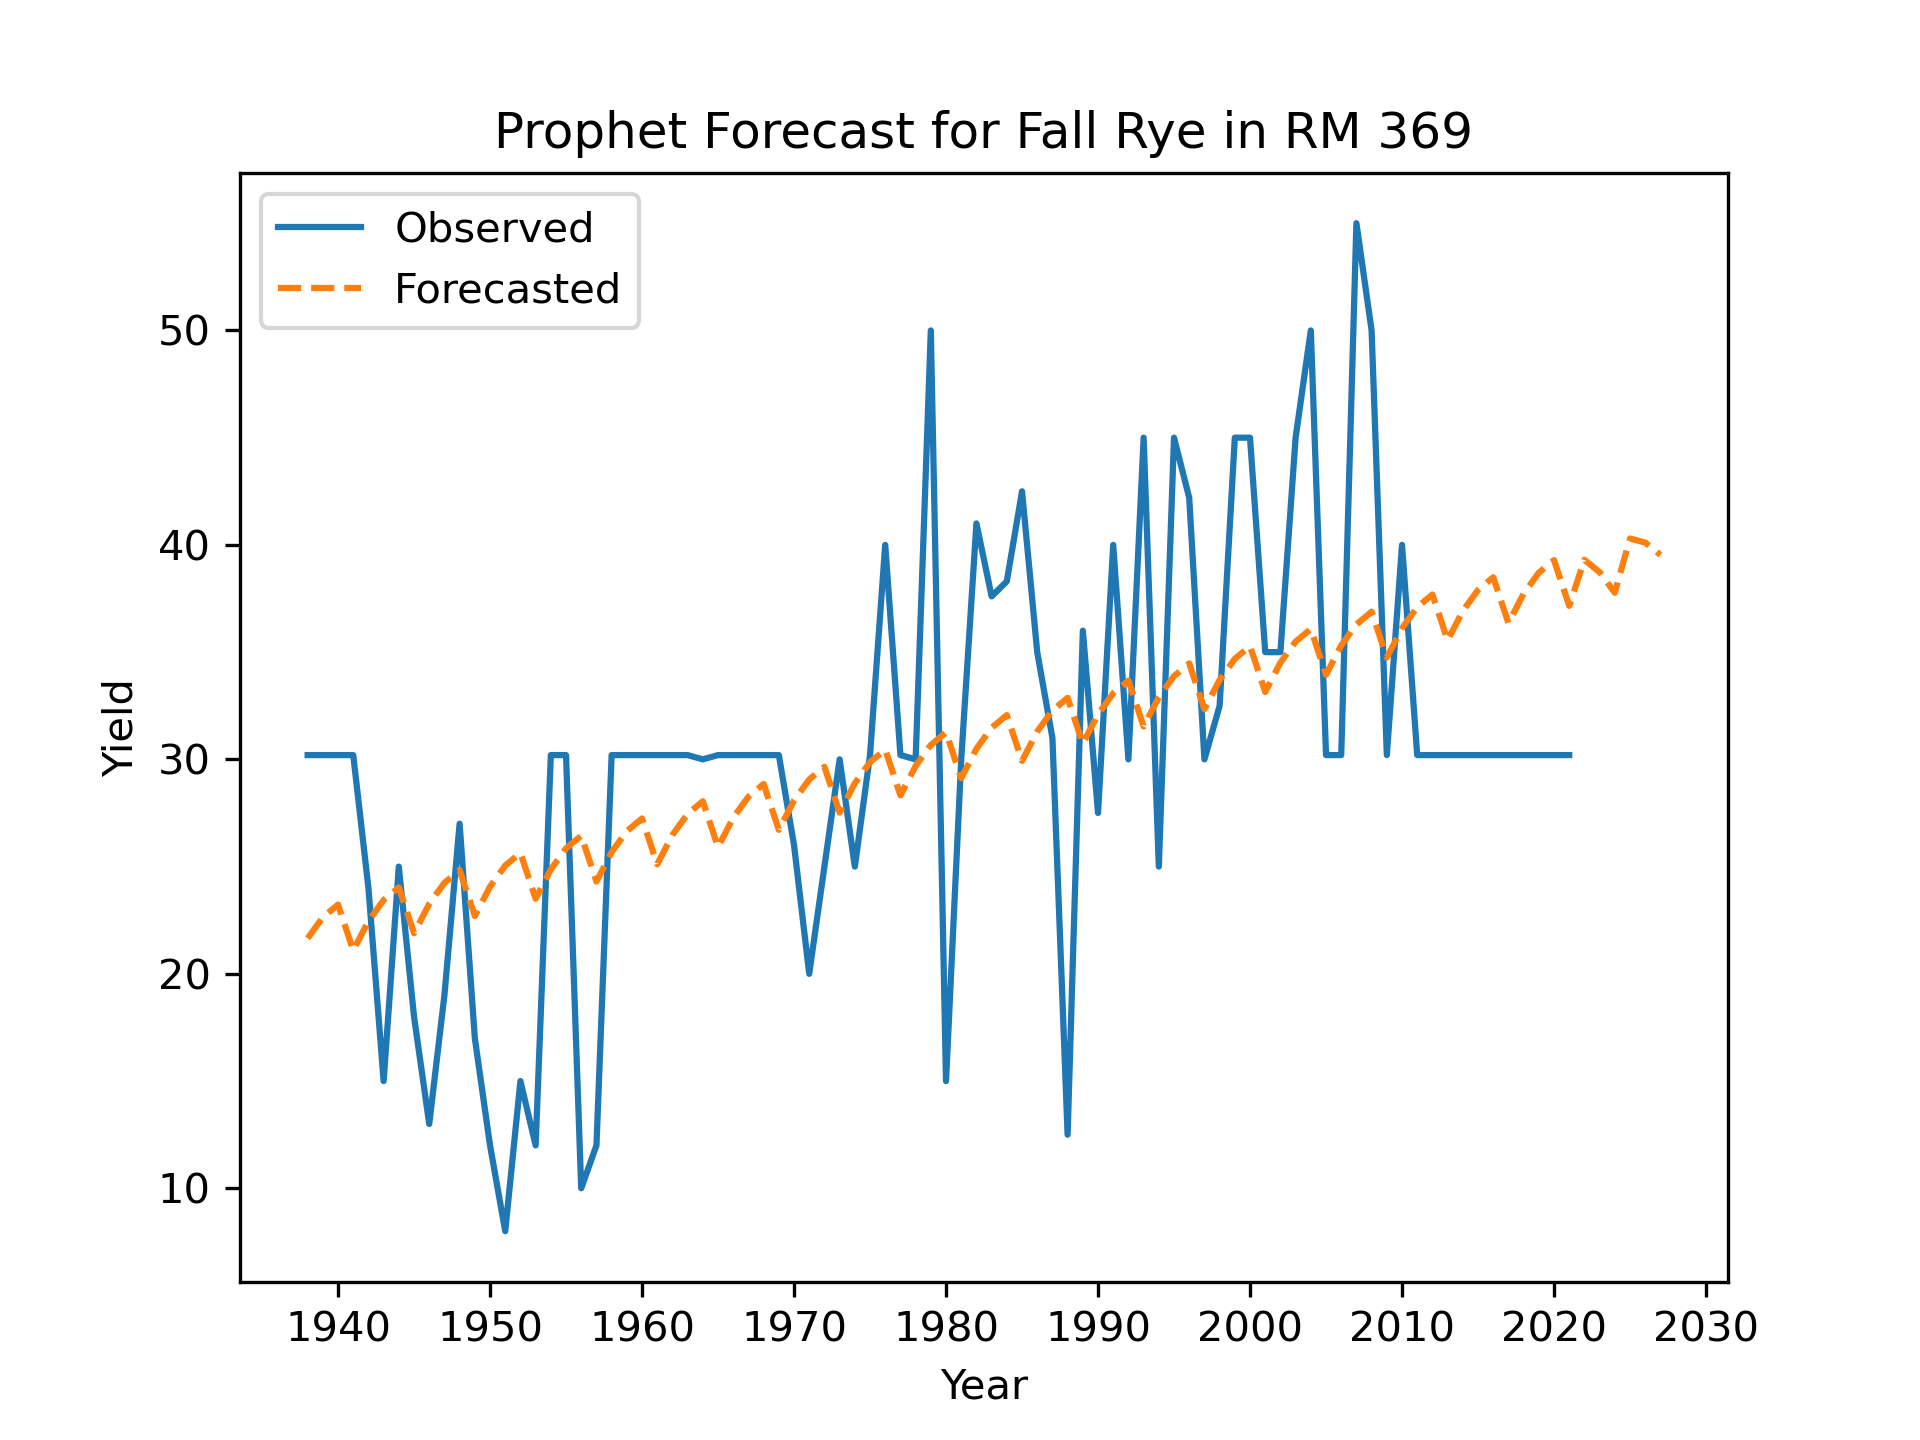 Prophet Forecast for Fall Rye in RM 369
Observed
Forecasted
50
40
30
20
10
Yield
1940 1950 1960 1970 1980 1990 2000 2010 2020 2030
Year